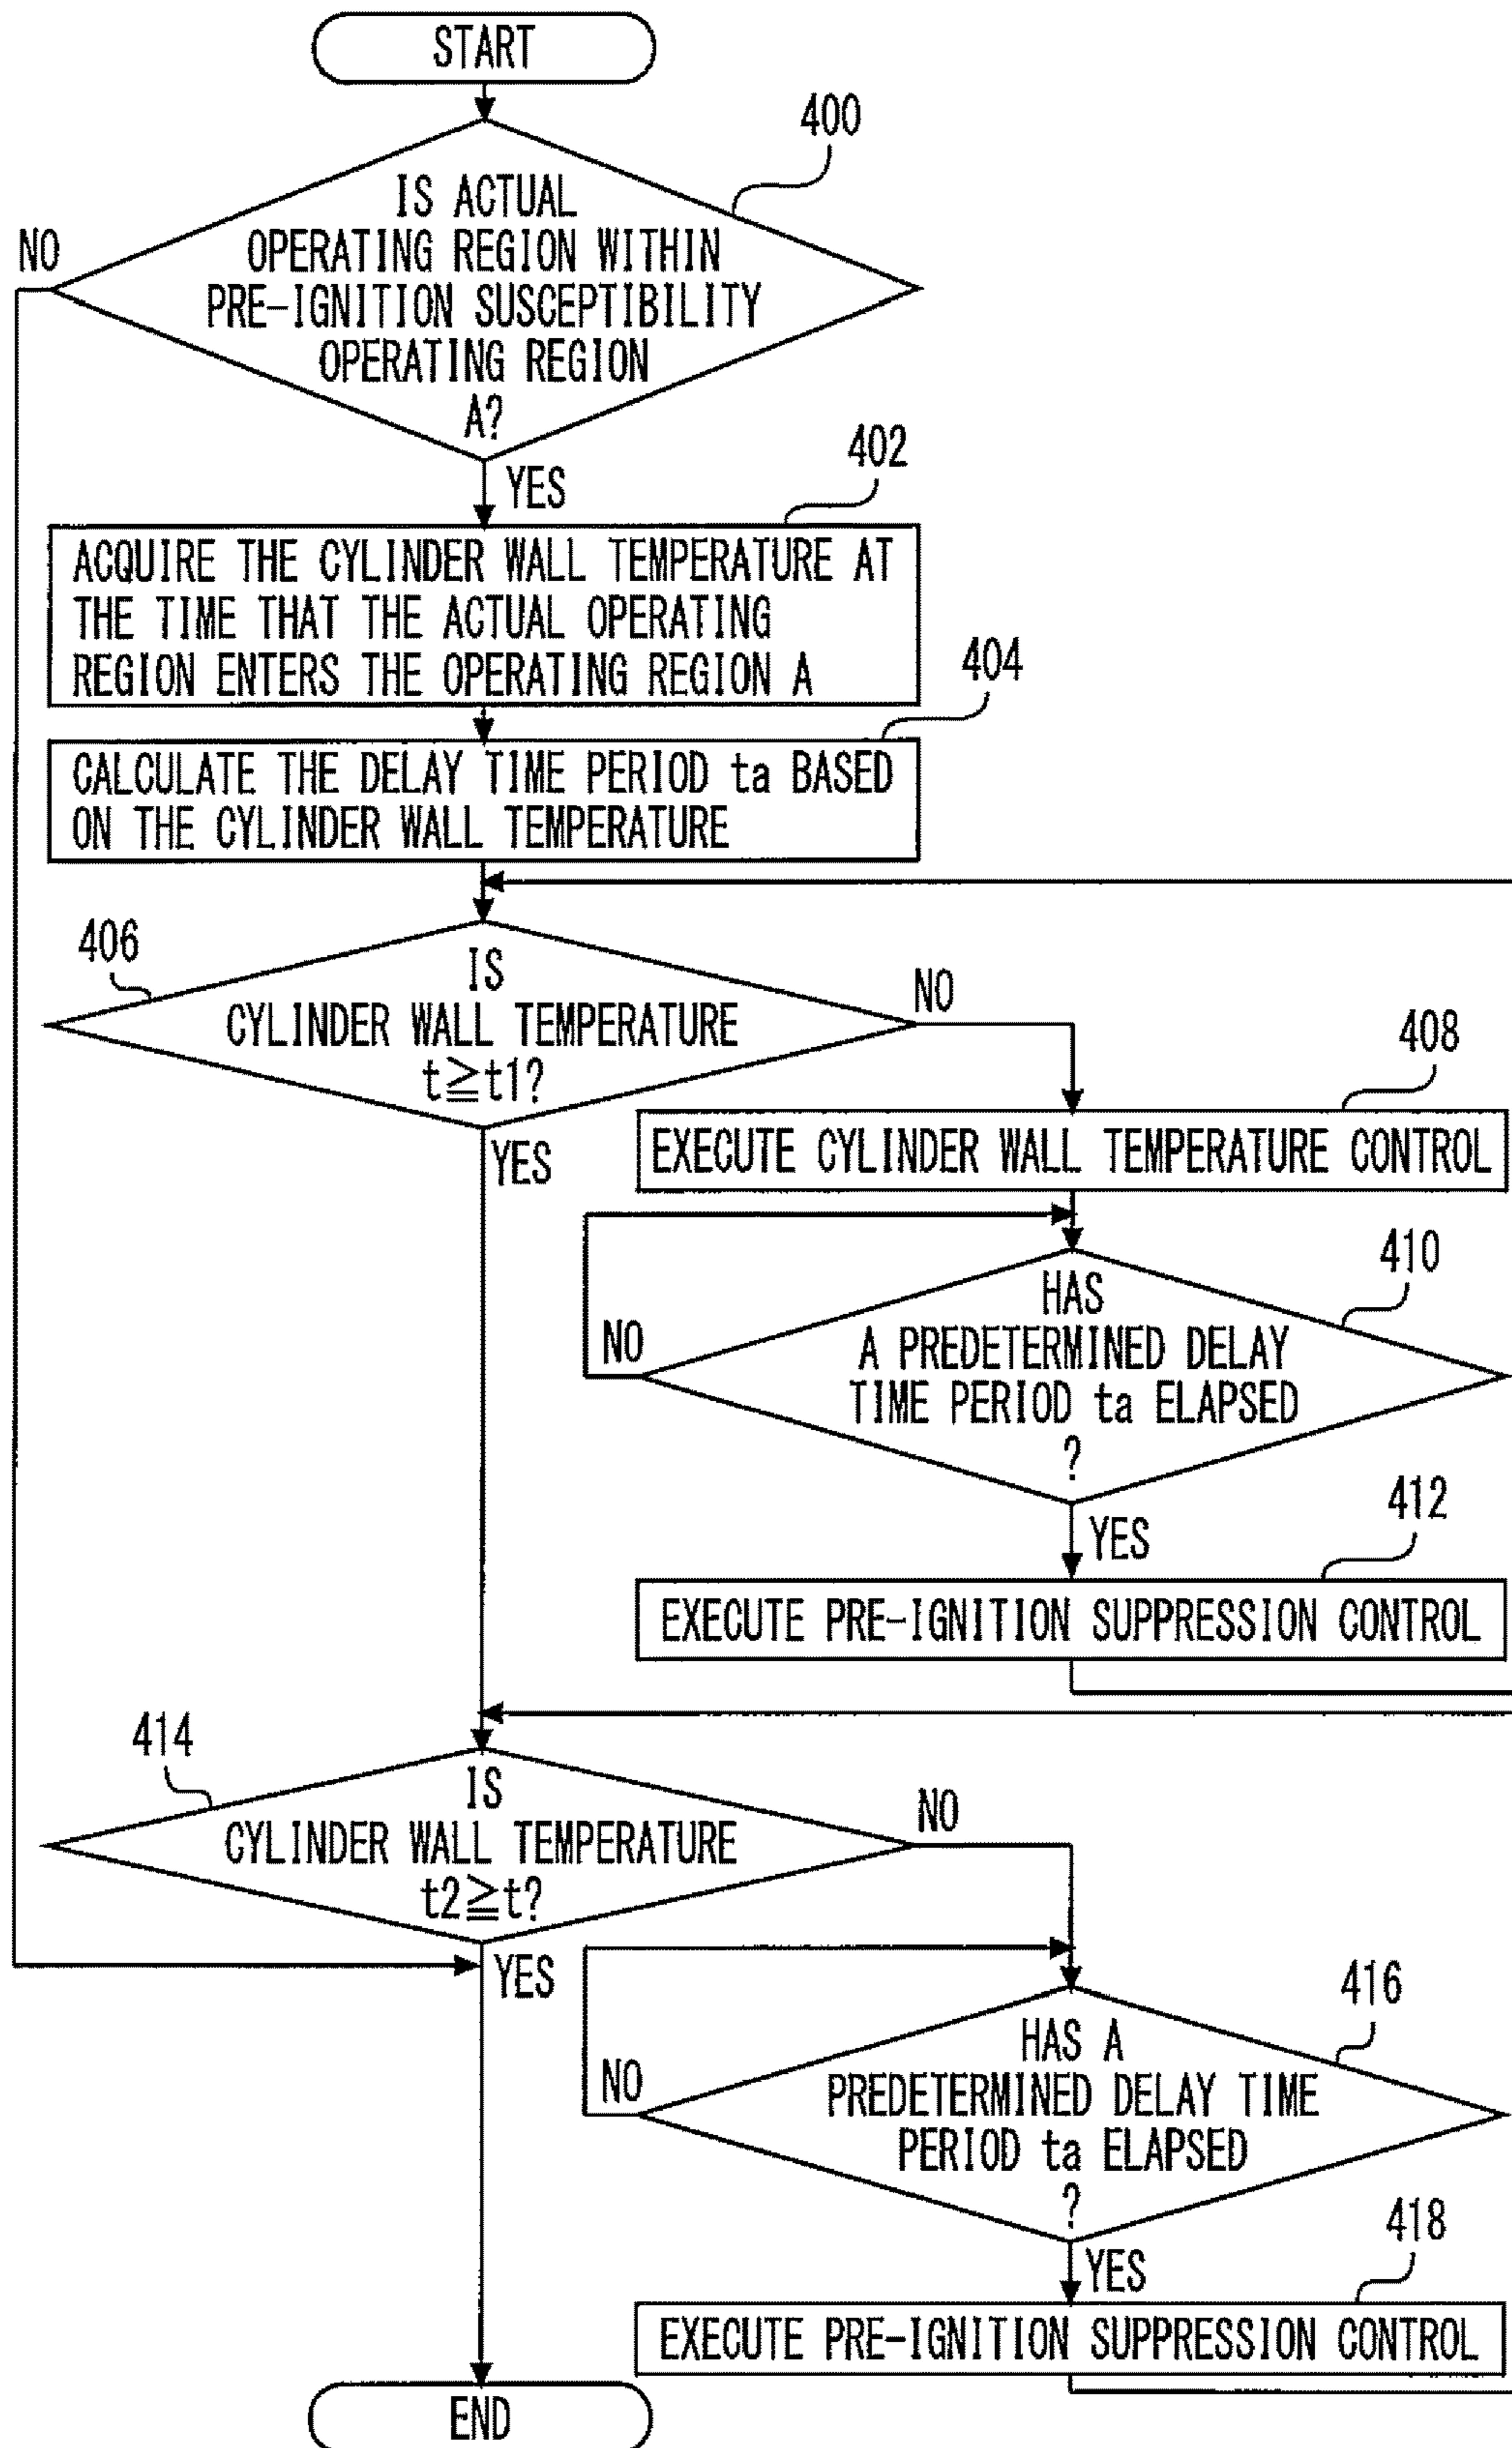 START
400
IS ACTUAL
OPERATING REGION WITHIN
PRE-IGNITION SUSCEPTIBILITY
OPERATING REGION
A?
NO
YES
402
ACQUIRE THE CYLINDER WALL TEMPERATURE AT
THE TIME THAT THE ACTUAL OPERATING
REGION ENTERS THE OPERATING REGION A
404
CALCULATE THE DELAY TIME PERIOD ta BASED
ON THE CYLINDER WALL TEMPERATURE
406
IS
CYLINDER WALL TEMPERATURE
t≧t1?
NO
YES
408
EXECUTE CYLINDER WALL TEMPERATURE CONTROL
410
HAS
A PREDETERMINED DELAY
TIME PERIOD ta ELAPSED
?
NO
YES
412
EXECUTE PRE-IGNITION SUPPRESSION CONTROL
414
IS
CYLINDER WALL TEMPERATURE
t2≧t?
NO
YES
416
HAS A
PREDETERMINED DELAY TIME
PERIOD ta ELAPSED
?
NO
YES
418
EXECUTE PRE-IGNITION SUPPRESSION CONTROL
END